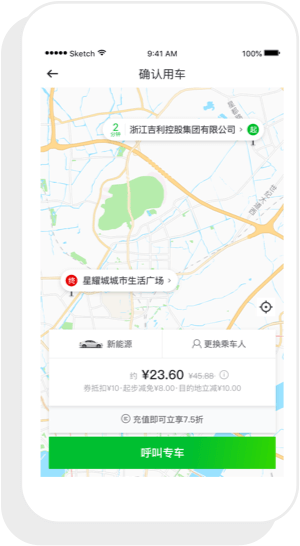 Sketch 9:41 AM 100%
确认用车
2
分钟
浙江吉利控股集团有限公司 > 起
终 星耀城城市生活广场 >
新能源 更换乘车人
约 ¥23.60 ¥45.88
券抵扣¥10-起步减免¥8.00-目的地立减¥10.00
充值即可立享7.5折
呼叫专车